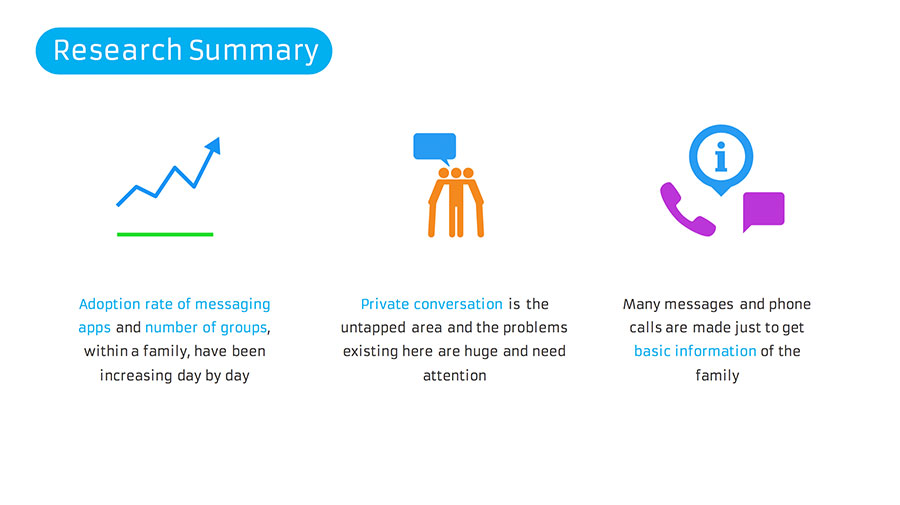 Research Summary
Adoption rate of messaging
apps and number of groups,
within a family, have been
increasing day by day
Private conversation is the
untapped area and the problems
existing here are huge and need
attention
Many messages and phone
calls are made just to get
basic information of the
family